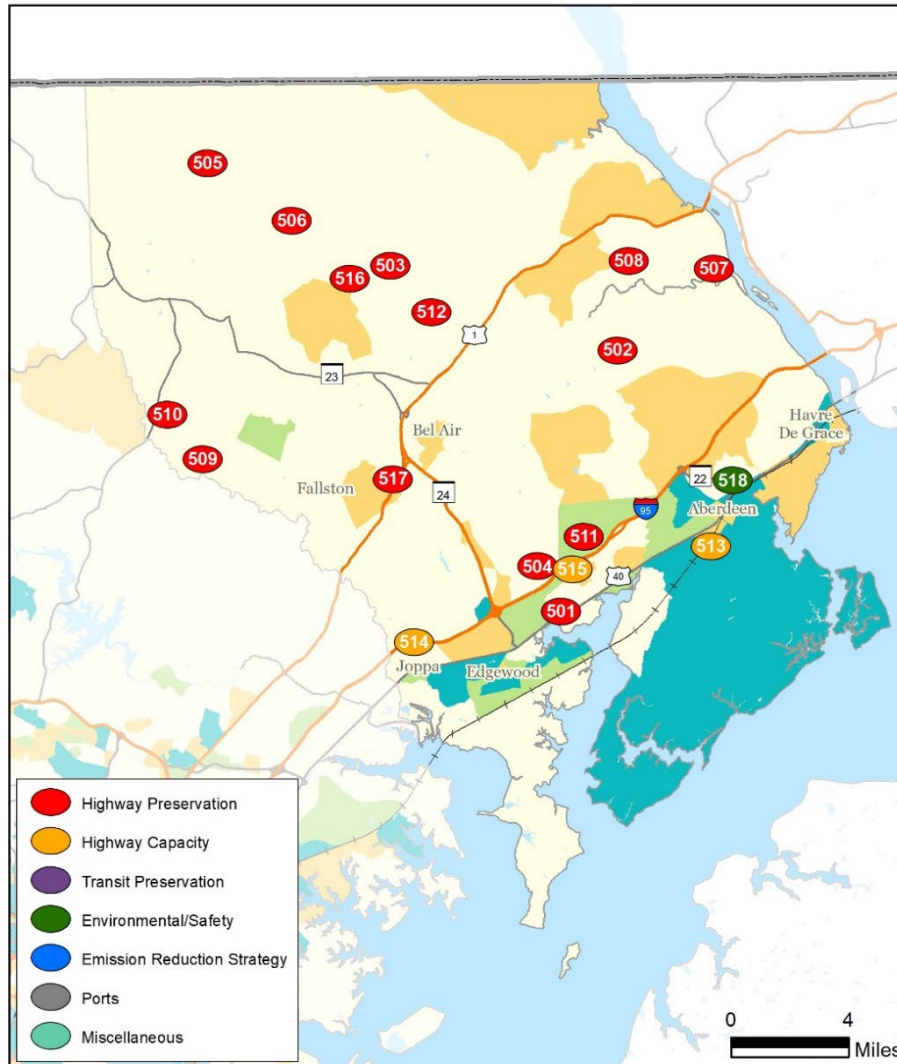 505
506
503
516
508
507
512
1
502
23
510
Bel Air
Havre
De Grace
509
Fallston
517
24
22
518
95
Aberdeen
511
513
504
515
40
501
514
Joppa
Edgewood
Highway Preservation
Highway Capacity
Transit Preservation
Environmental/Safety
Emission Reduction Strategy
Ports
Miscellaneous
0 4
Miles